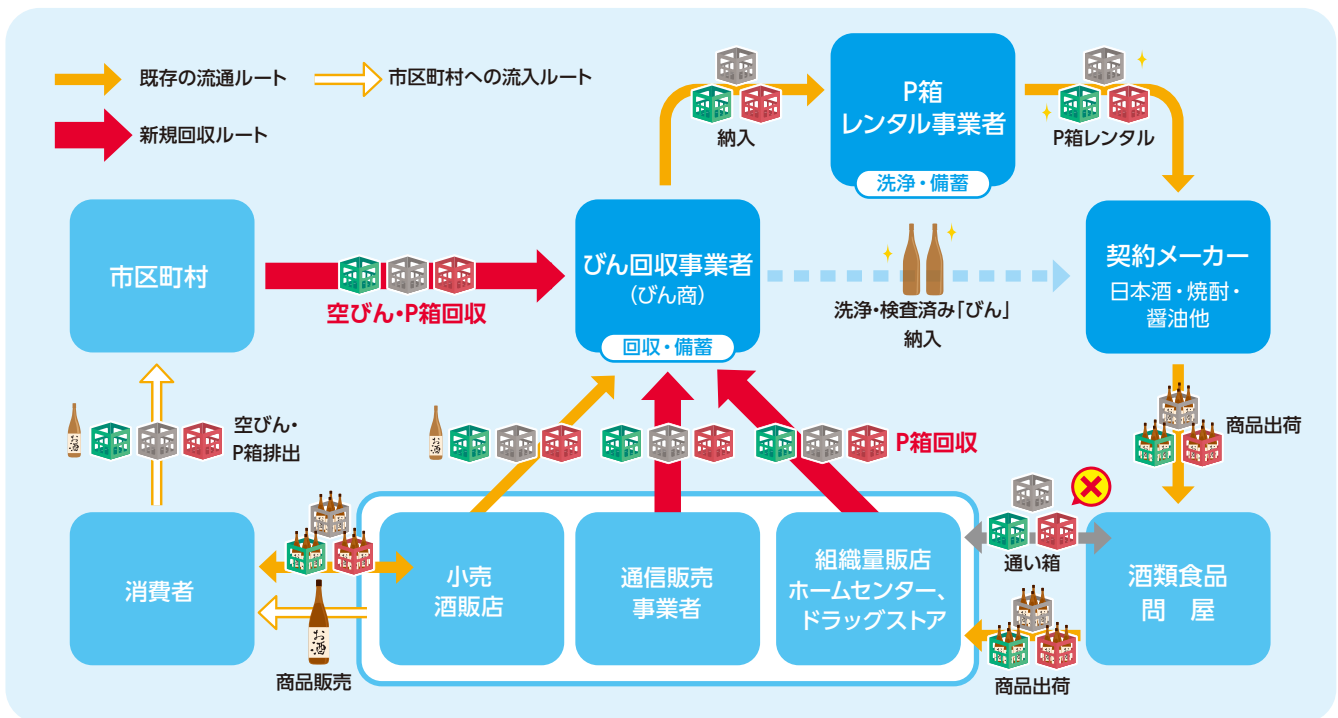 既存の流通ルート
市区町村への流入ルート
新規回収ルート
納入
P箱
レンタル事業者
洗浄・備蓄
P箱レンタル
市区町村
空びん・P箱回収
びん回収事業者
(びん商)
回収・備蓄
洗浄・検査済み「びん」
納入
契約メーカー
日本酒・焼酎・
醤油他
お酒
空びん・
P箱排出
お酒
P箱回収
商品出荷
消費者
お酒
商品販売
小売
酒販店
通信販売
事業者
組織量販店
ホームセンター、
ドラッグストア
通い箱
商品出荷
酒類食品
問　屋